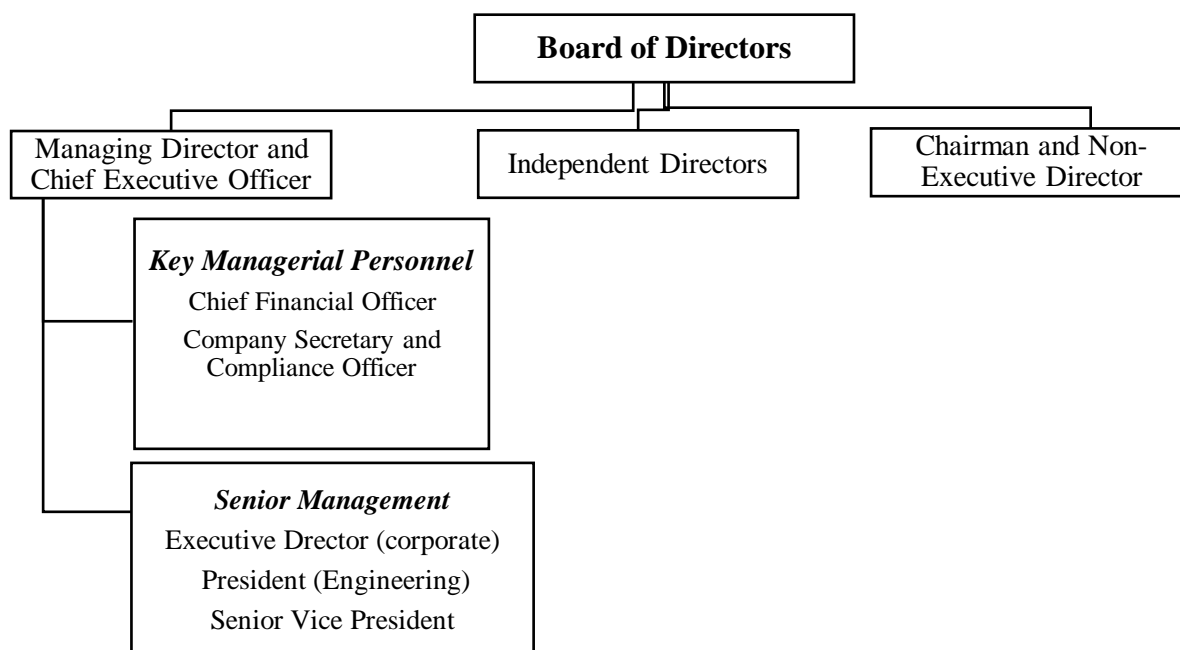 Board of Directors
Managing Director and
Chief Executive Officer
Independent Directors
Chairman and Non-
Executive Director
Key Managerial Personnel
Chief Financial Officer
Company Secretary and
Compliance Officer
Senior Management
Executive Drector (corporate)
President (Engineering)
Senior Vice President